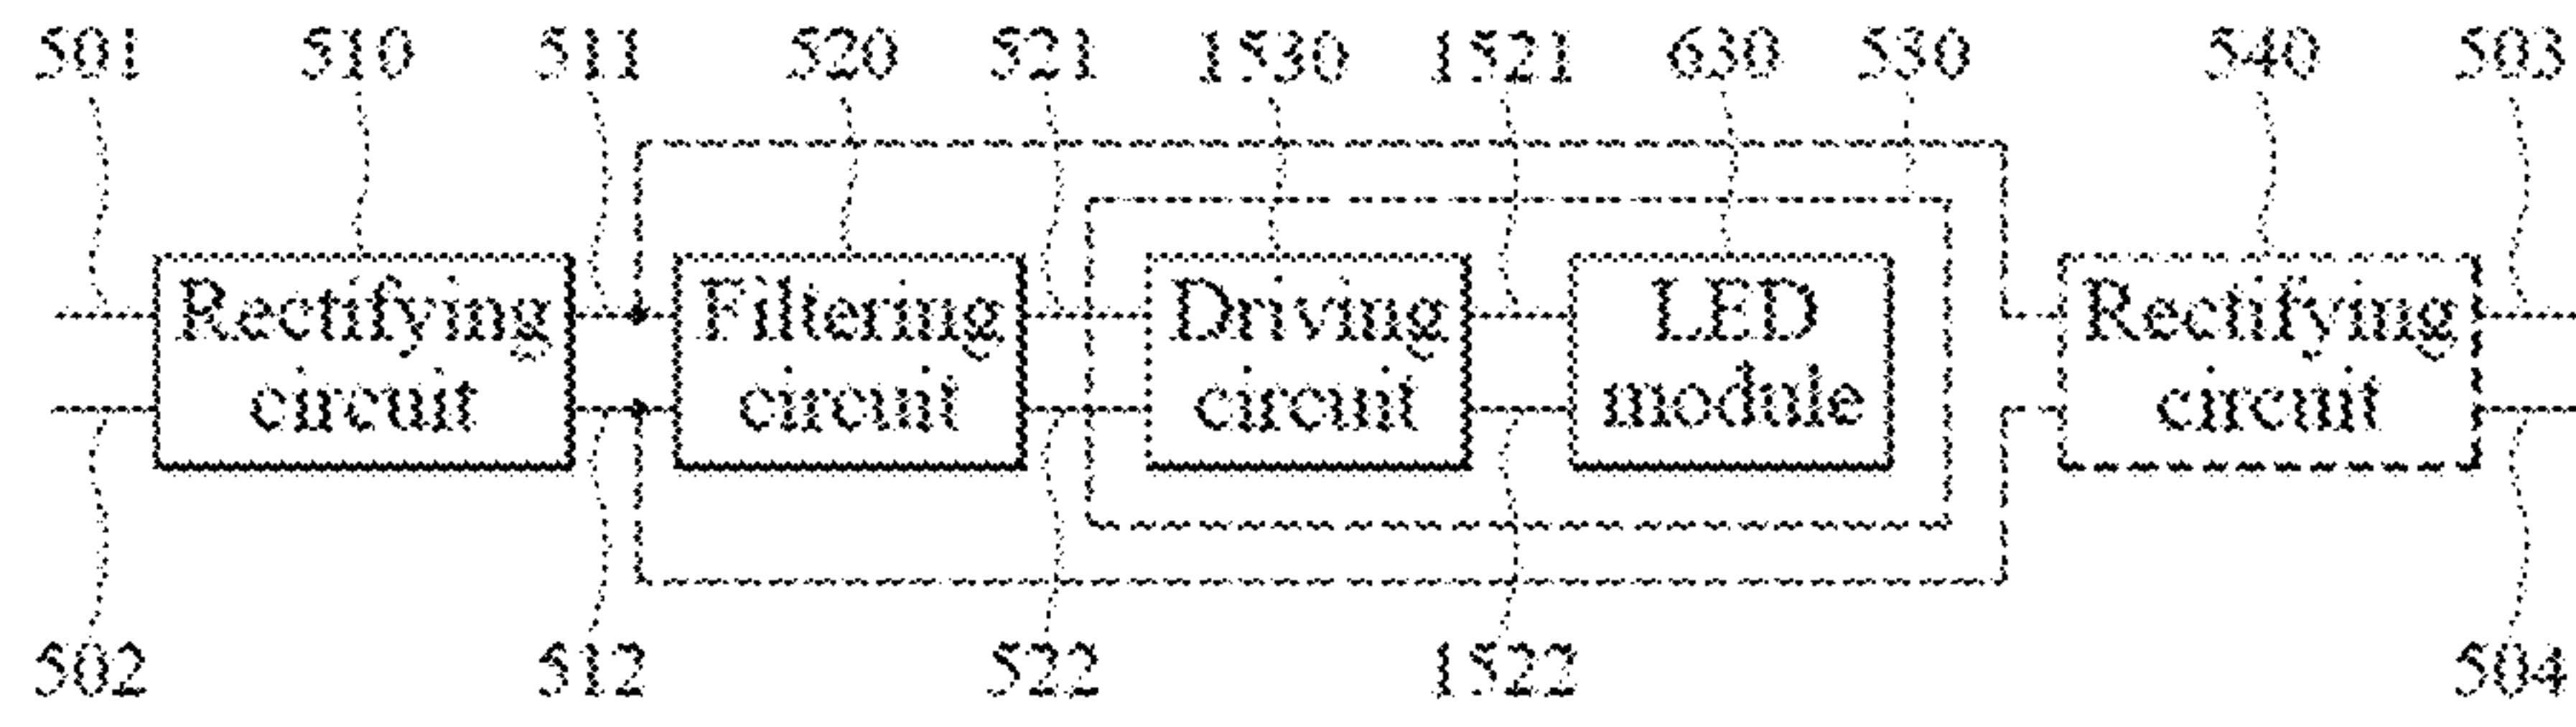 501 510 511 520 521 1530 1521 630 530 540 503
Rectifying circuit
Filtering circuit
Driving circuit
LED module
Rectifying circuit
502 512 522 1522 504